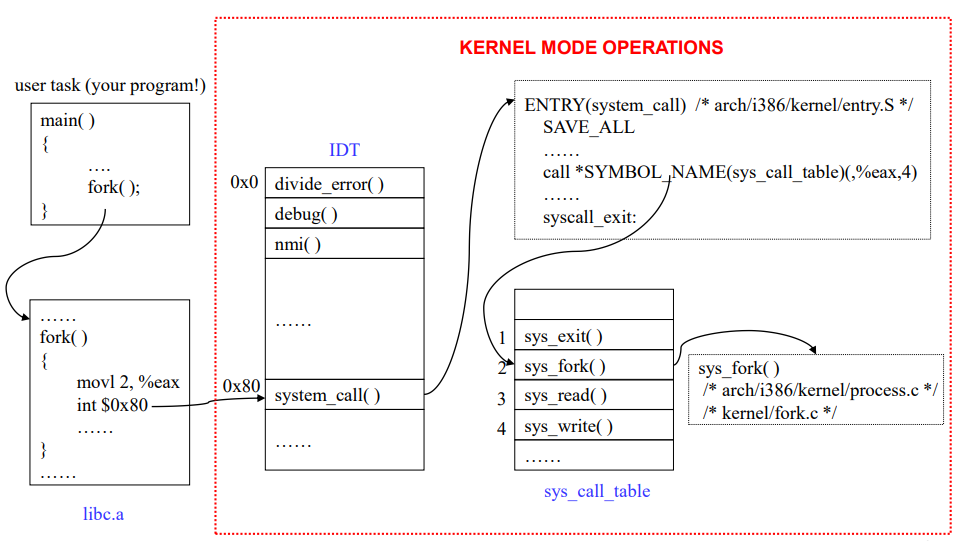 KERNEL MODE OPERATIONS
user task (your program!)
main( )
{
....
fork( );
}
……
fork( )
{
movl 2, %eax
int $0x80
……
}
……
libc.a
IDT
0x0
divide_error( )
debug( )
nmi( )
……
0x80
system_call( )
……
ENTRY(system_call) /* arch/i386/kernel/entry.S */
SAVE_ALL
……
call *SYMBOL_NAME(sys_call_table)(,%eax,4)
……
syscall_exit:
1 sys_exit( )
2 sys_fork( )
3 sys_read( )
4 sys_write( )
……
sys_call_table
sys_fork( )
/* arch/i386/kernel/process.c */
/* kernel/fork.c */